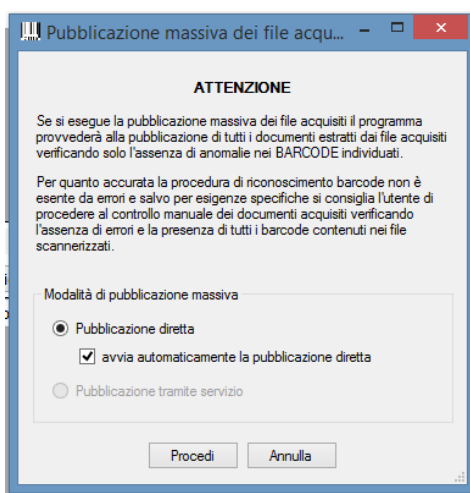 Pubblicazione massiva dei file acqu...
ATTENZIONE
Se si esegue la pubblicazione massiva dei file acquisiti il programma
provvederà alla pubblicazione di tutti i documenti estratti dai file acquisiti
verificando solo l'assenza di anomalie nei BARCODE individuati.
Per quanto accurata la procedura di riconoscimento barcode non è
esente da errori e salvo per esigenze specifiche si consiglia l'utente di
procedere al controllo manuale dei documenti acquisiti verificando
l'assenza di errori e la presenza di tutti i barcode contenuti nei file
scannerizzati.
Modalità di pubblicazione massiva
Pubblicazione diretta
avvia automaticamente la pubblicazione diretta
Pubblicazione tramite servizio
Procedi Annulla